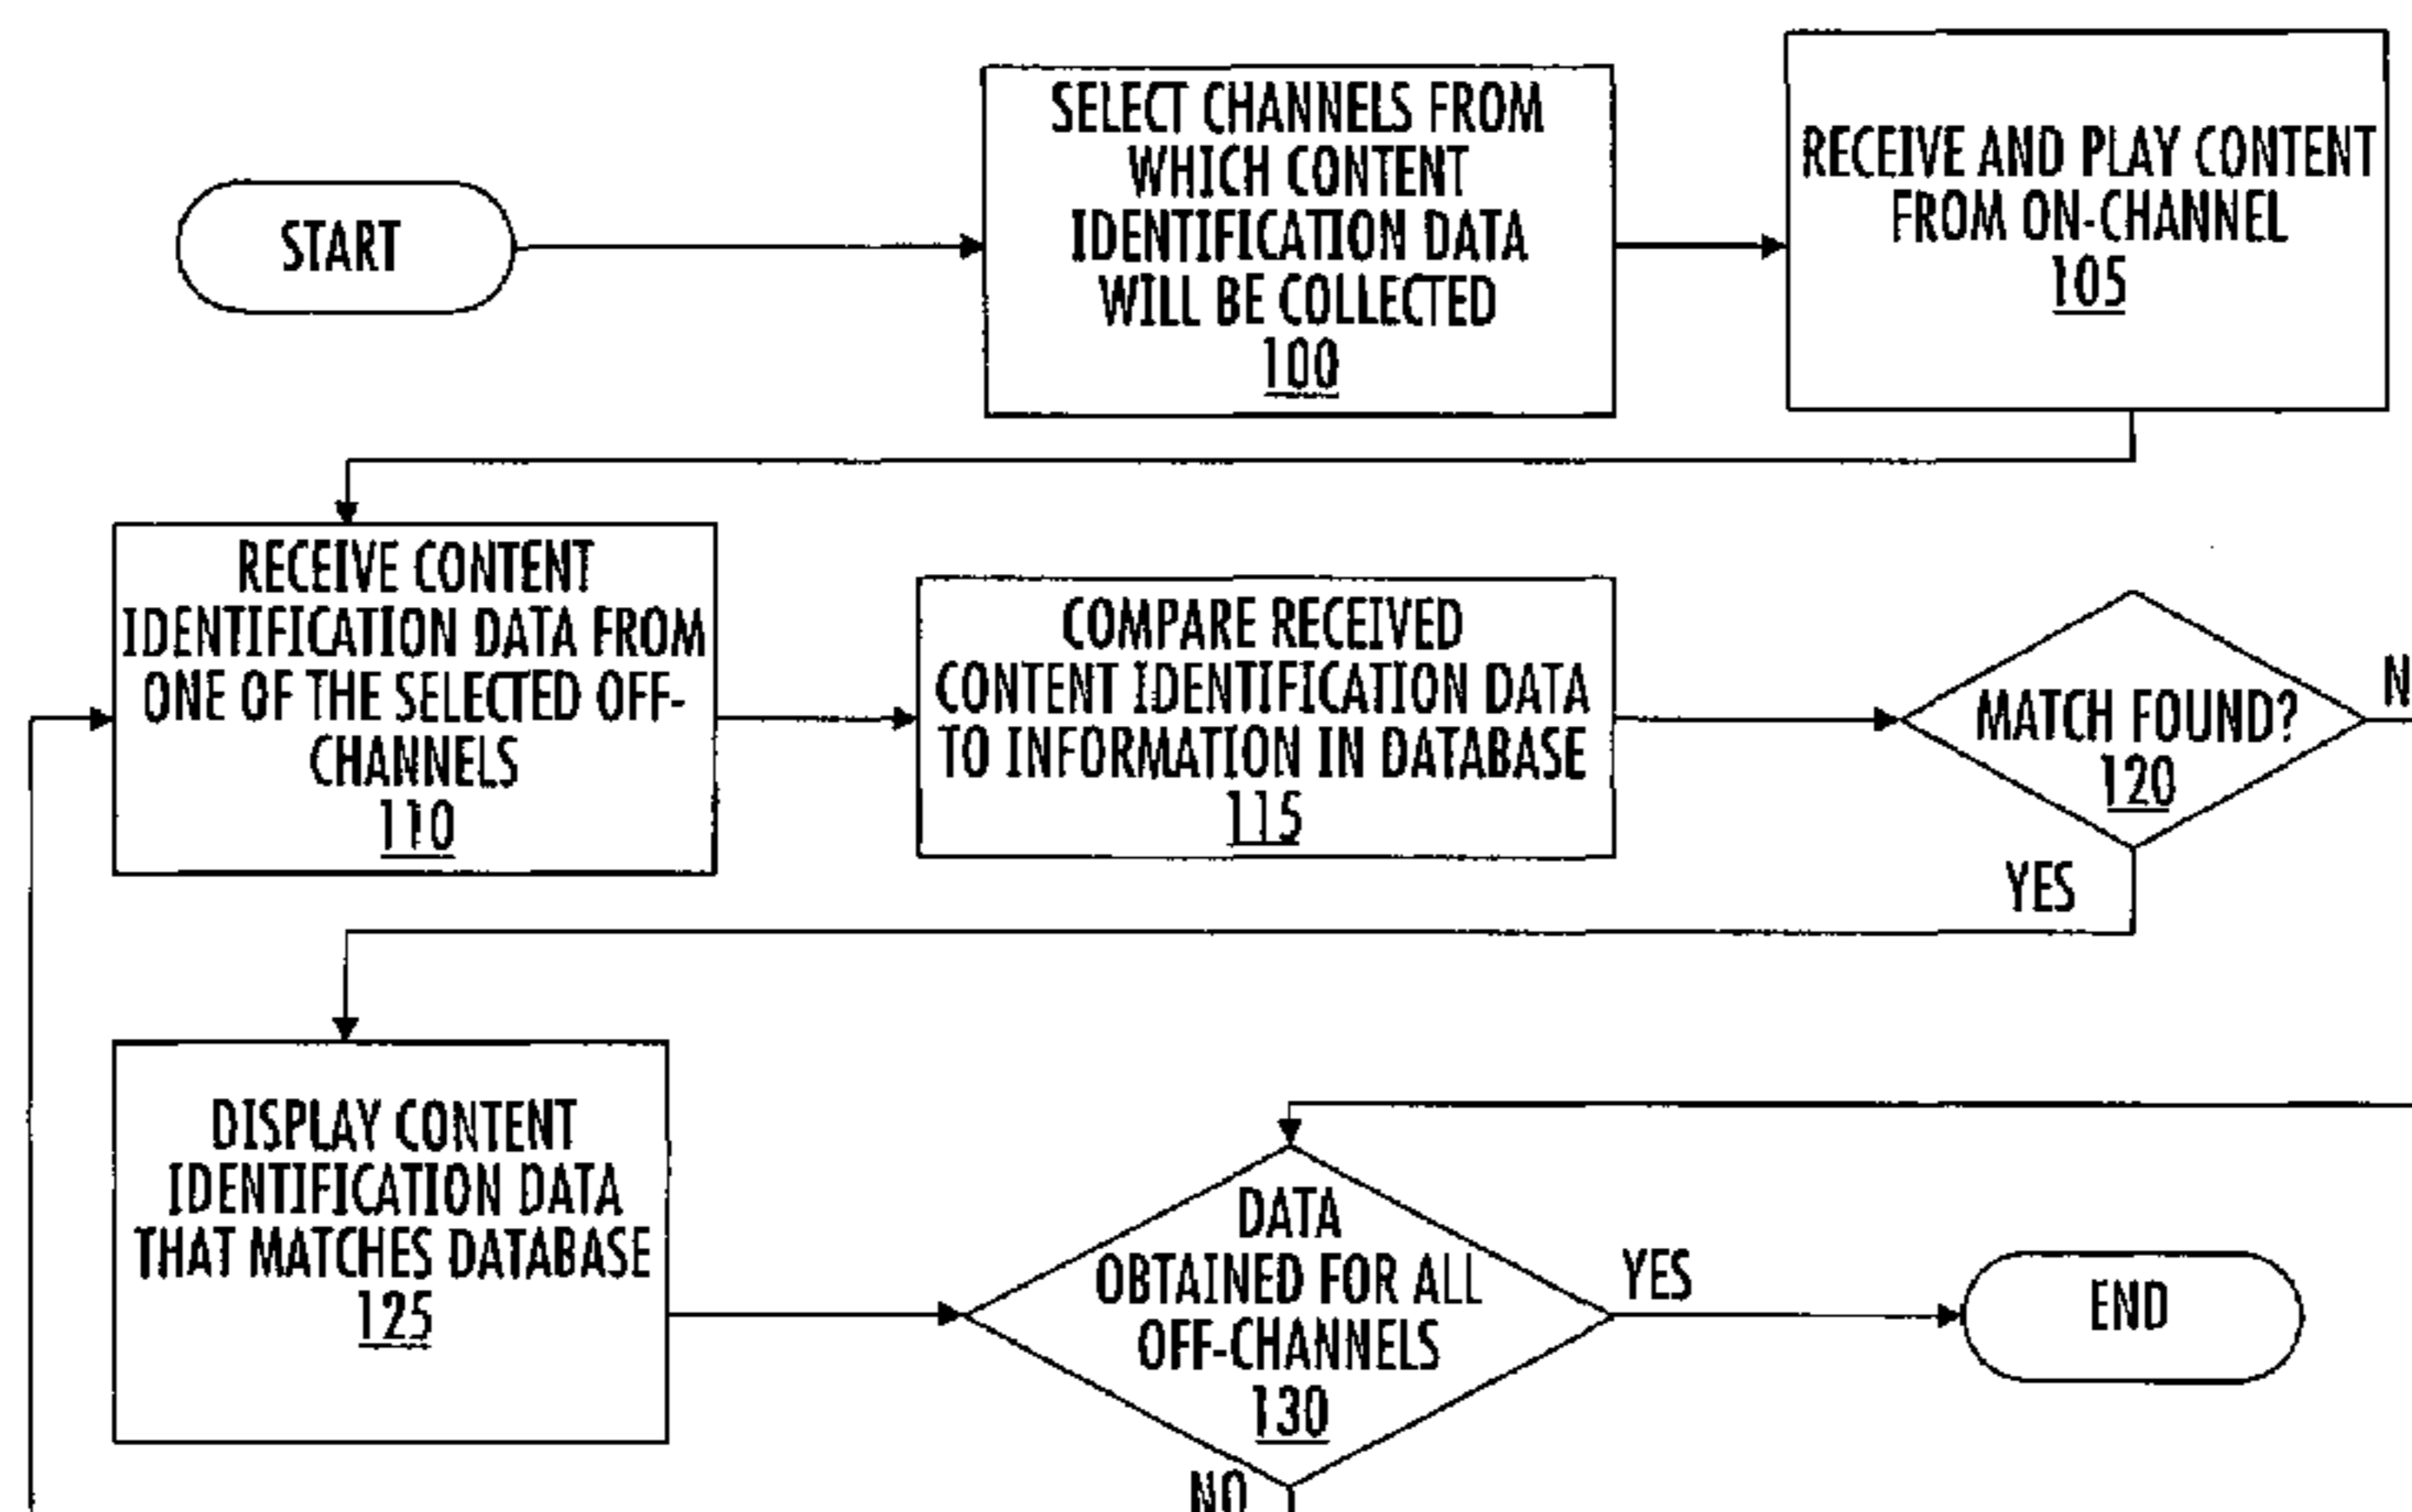 START
SELECT CHANNELS FROM
WHICH CONTENT
IDENTIFICATION DATA
WILL BE COLLECTED
100
RECEIVE AND PLAY CONTENT
FROM ON-CHANNEL
105
RECEIVE CONTENT
IDENTIFICATION DATA FROM
ONE OF THE SELECTED OFF-
CHANNELS
110
COMPARE RECEIVED
CONTENT IDENTIFICATION DATA
TO INFORMATION IN DATABASE
115
MATCH FOUND?
120
N
YES
DISPLAY CONTENT
IDENTIFICATION DATA
THAT MATCHES DATABASE
125
DATA
OBTAINED FOR ALL
OFF-CHANNELS
130
YES
END
NO